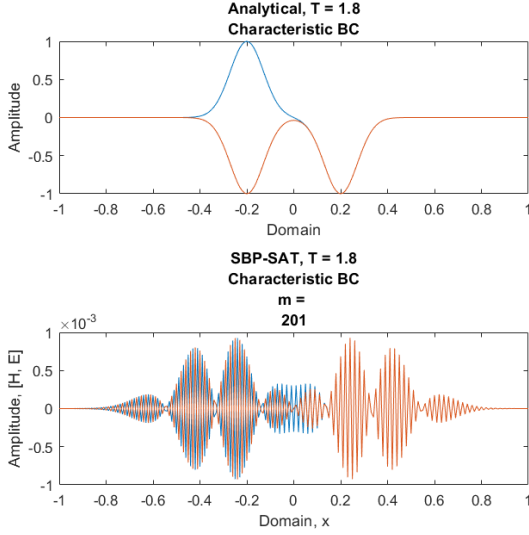 Analytical, T = 1.8
Characteristic BC
Amplitude
1
0.5
0
-0.5
-1
-1 -0.8 -0.6 -0.4 -0.2 0 0.2 0.4 0.6 0.8 1
Domain
SBP-SAT, T = 1.8
Characteristic BC
m =
201
×10-3
Amplitude, [H, E]
1
0.5
0
-0.5
-1
-1 -0.8 -0.6 -0.4 -0.2 0 0.2 0.4 0.6 0.8 1
Domain, x